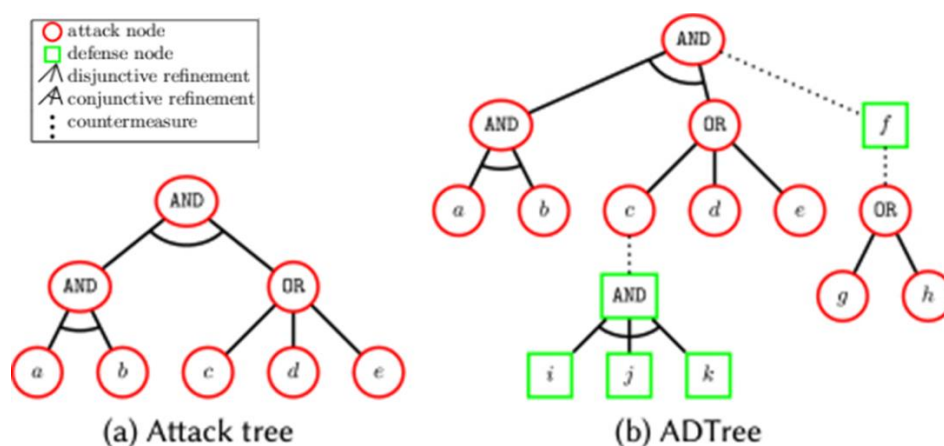 attack node
defense node
disjunctive refinement
conjunctive refinement
countermeasure
AND
AND
OR
a
b
c
d
e
(a) Attack tree
AND
AND
OR
f
a
b
c
d
e
OR
AND
g
h
i
j
k
(b) ADTree